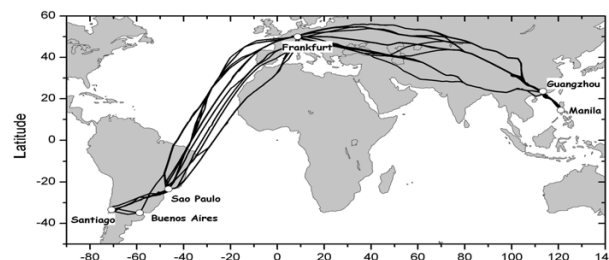 60
40
20
0
-20
-40
Latitude
Frankfurt
Guangzhou
Manila
Sao Paulo
Santiago
Buenos Aires
-80 -60 -40 -20 0 20 40 60 80 100 120 140